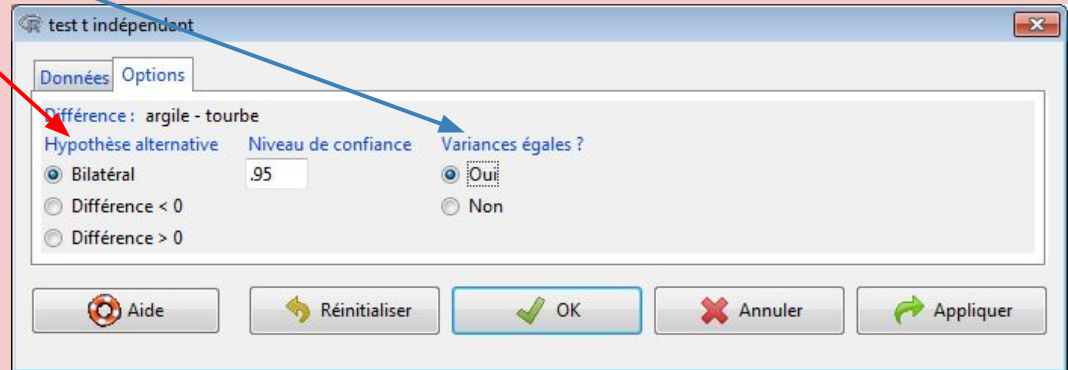 test t indépendant
Données Options
Différence : argile - tourbe
Hypothèse alternative Niveau de confiance Variances égales ?
Bilatéral .95 Oui
Différence < 0 Non
Différence > 0
Aide Réinitialiser OK Annuler Appliquer